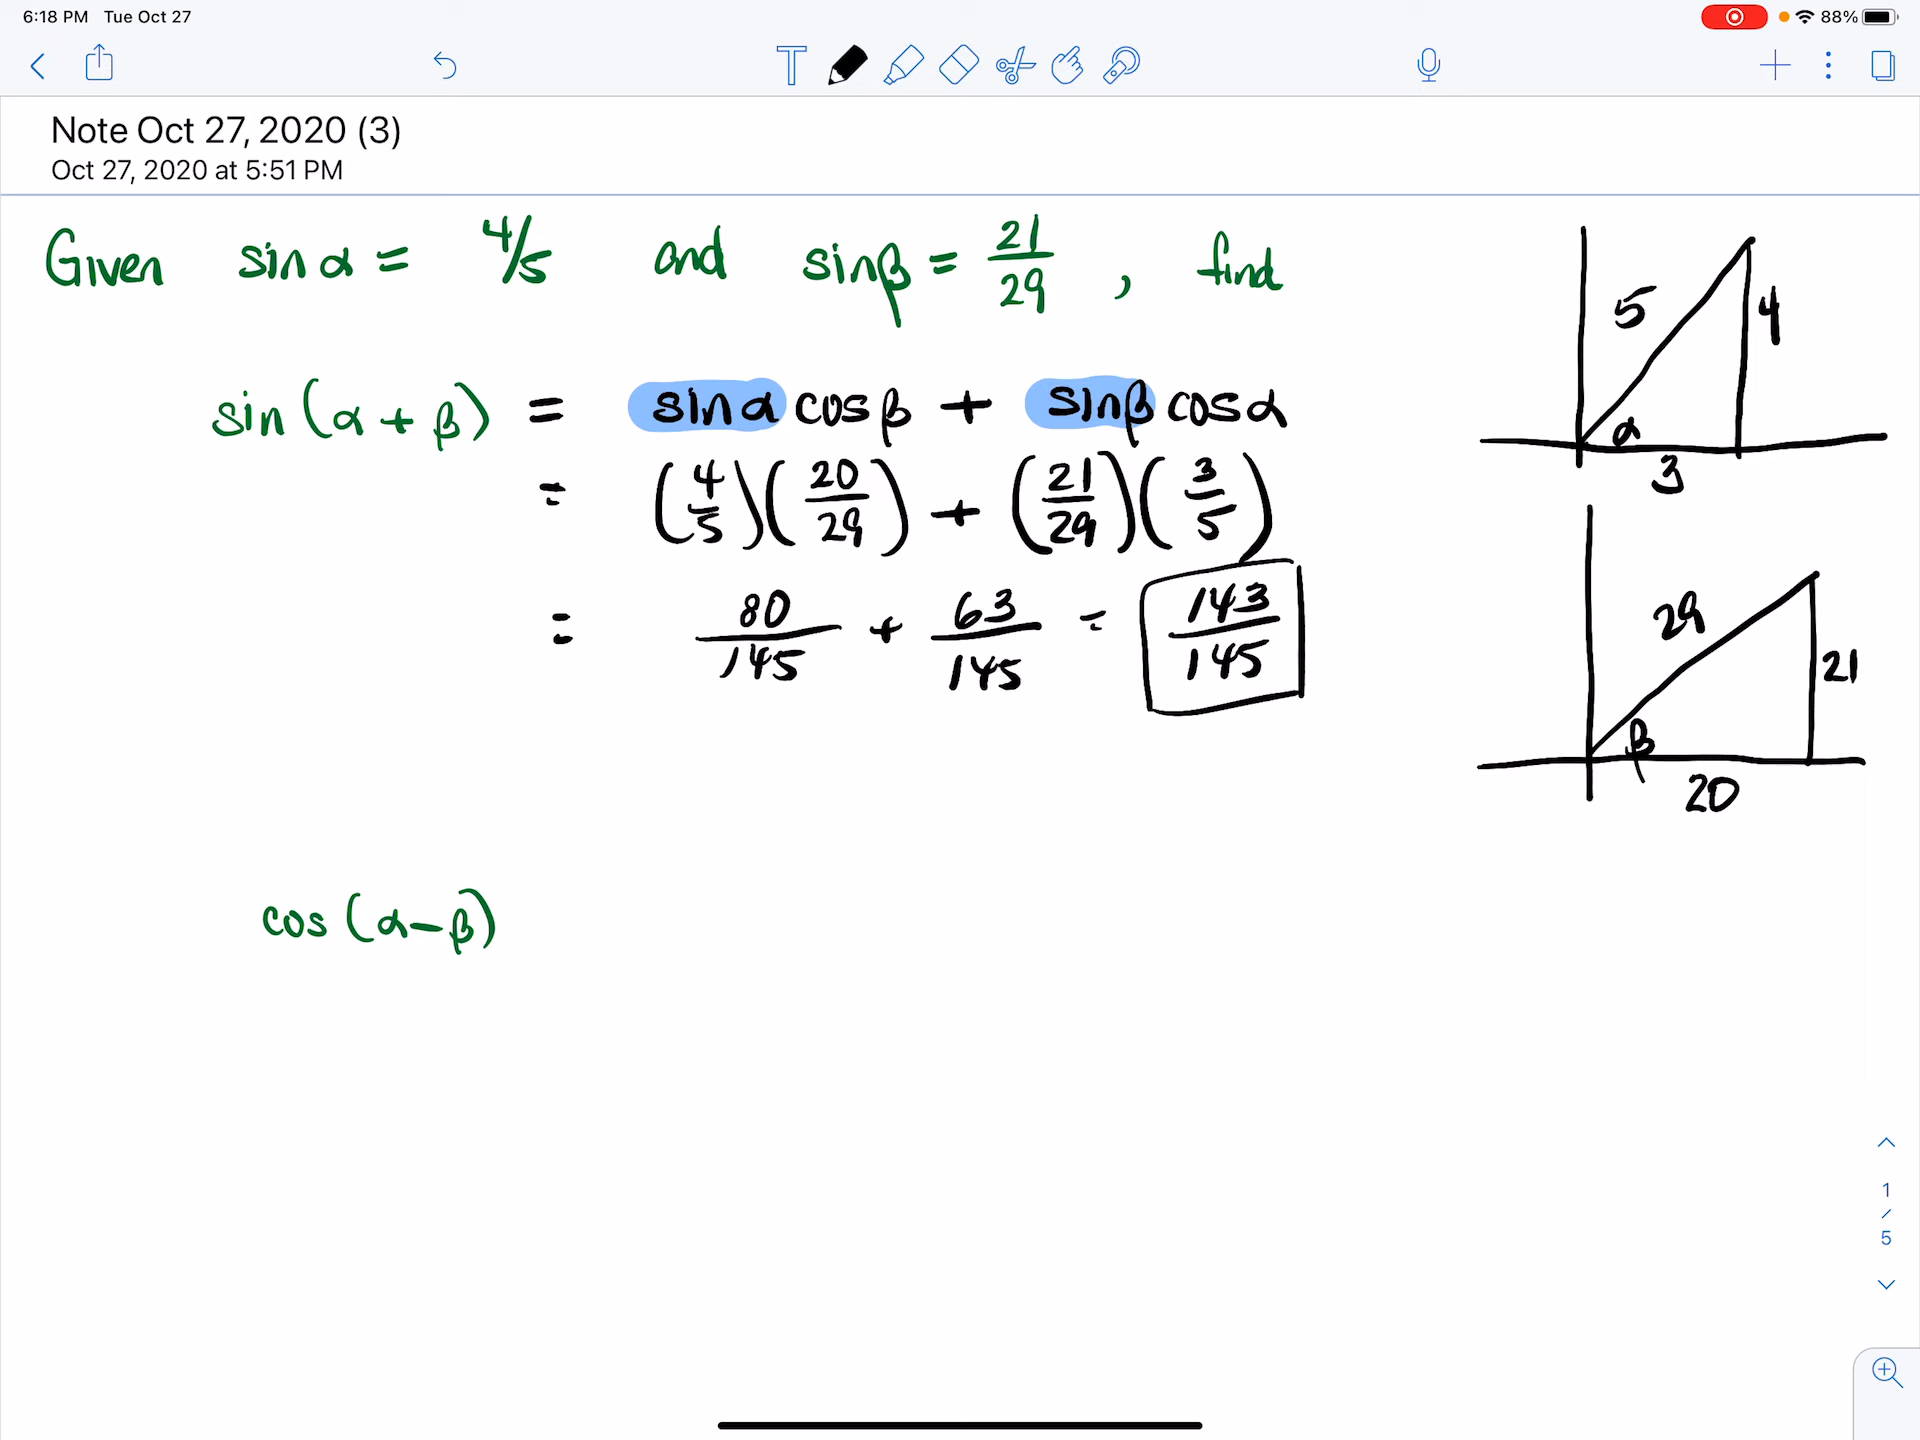 6:18 PM Tue Oct 27 88%
T
Note Oct 27, 2020 (3)
Oct 27, 2020 at 5:51 PM
Given sin α = 4/5 and sin β = 21/29 , find
sin (α + β) = sin α cos β + sin β cos α
= (4/5)(20/29) + (21/29)(3/5)
= 80/145 + 63/145 = 143/145
cos (α − β)
5
4
α
3
29
21
β
20
1
/
5